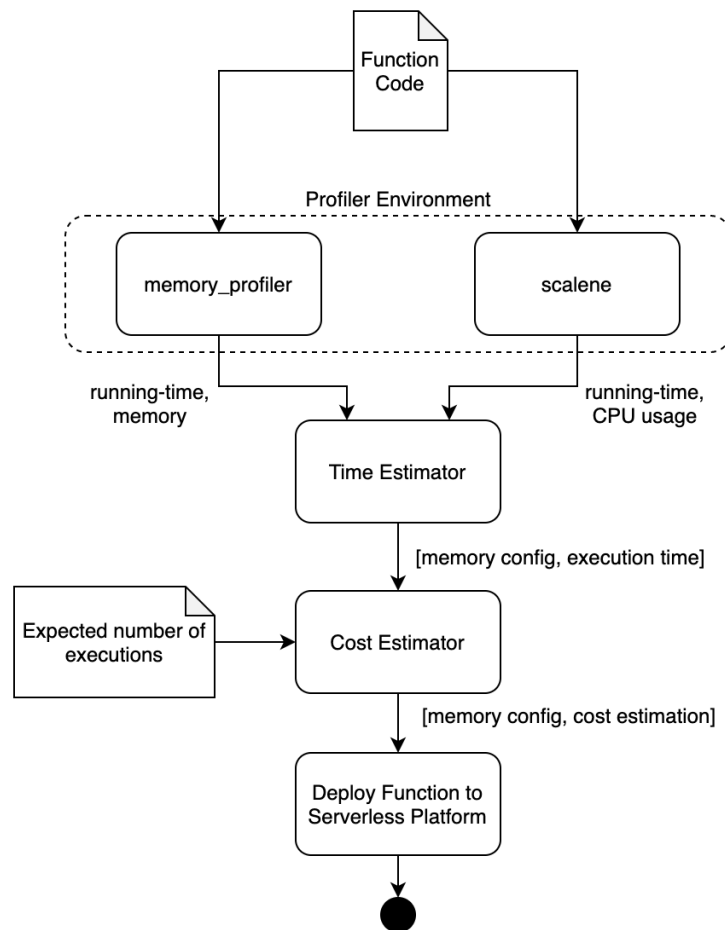 Function
Code
Profiler Environment
memory_profiler
scalene
running-time,
memory
running-time,
CPU usage
Time Estimator
[memory config, execution time]
Expected number of
executions
Cost Estimator
[memory config, cost estimation]
Deploy Function to
Serverless Platform